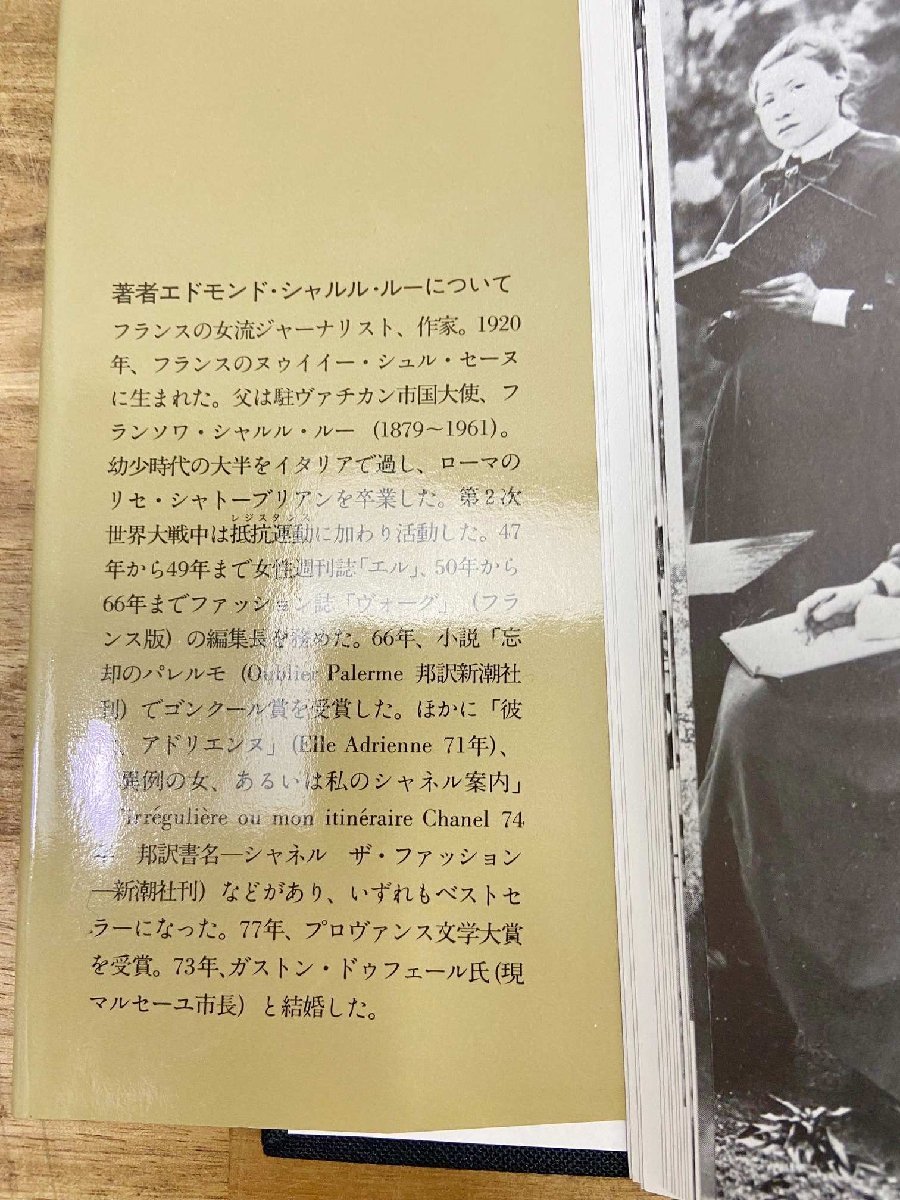 著者エドモンド・シャルル・ルーについて
フランスの女流ジャーナリスト、作家。1920
年、フランスのヌゥイイー・シュル・セーヌ
に生まれた。父は駐ヴァチカン市国大使、フ
ランソワ・シャルル・ルー (1879〜1961)。
幼少時代の大半をイタリアで過し、ローマの
リセ・シャトーブリアンを卒業した。第2次
レジスタンス
世界大戦中は抵抗運動に加わり活動した。47
年から49年まで女性週刊誌「エル」、50年から
66年までファッション誌「ヴォーグ」(フラ
ンス版) の編集長を務めた。66年、小説「忘
却のパレルモ (Oublier Palerme 邦訳新潮社
刊) でゴンクール賞を受賞した。ほかに「彼
、アドリエンヌ」(Elle Adrienne 71年)、
異例の女、あるいは私のシャネル案内」
Irrégulière ou mon itinéraire Chanel 74
邦訳書名―シャネル ザ・ファッション
―新潮社刊) などがあり、いずれもベストセ
ラーになった。77年、プロヴァンス文学大賞
を受賞。73年、ガストン・ドゥフェール氏(現
マルセーユ市長) と結婚した。